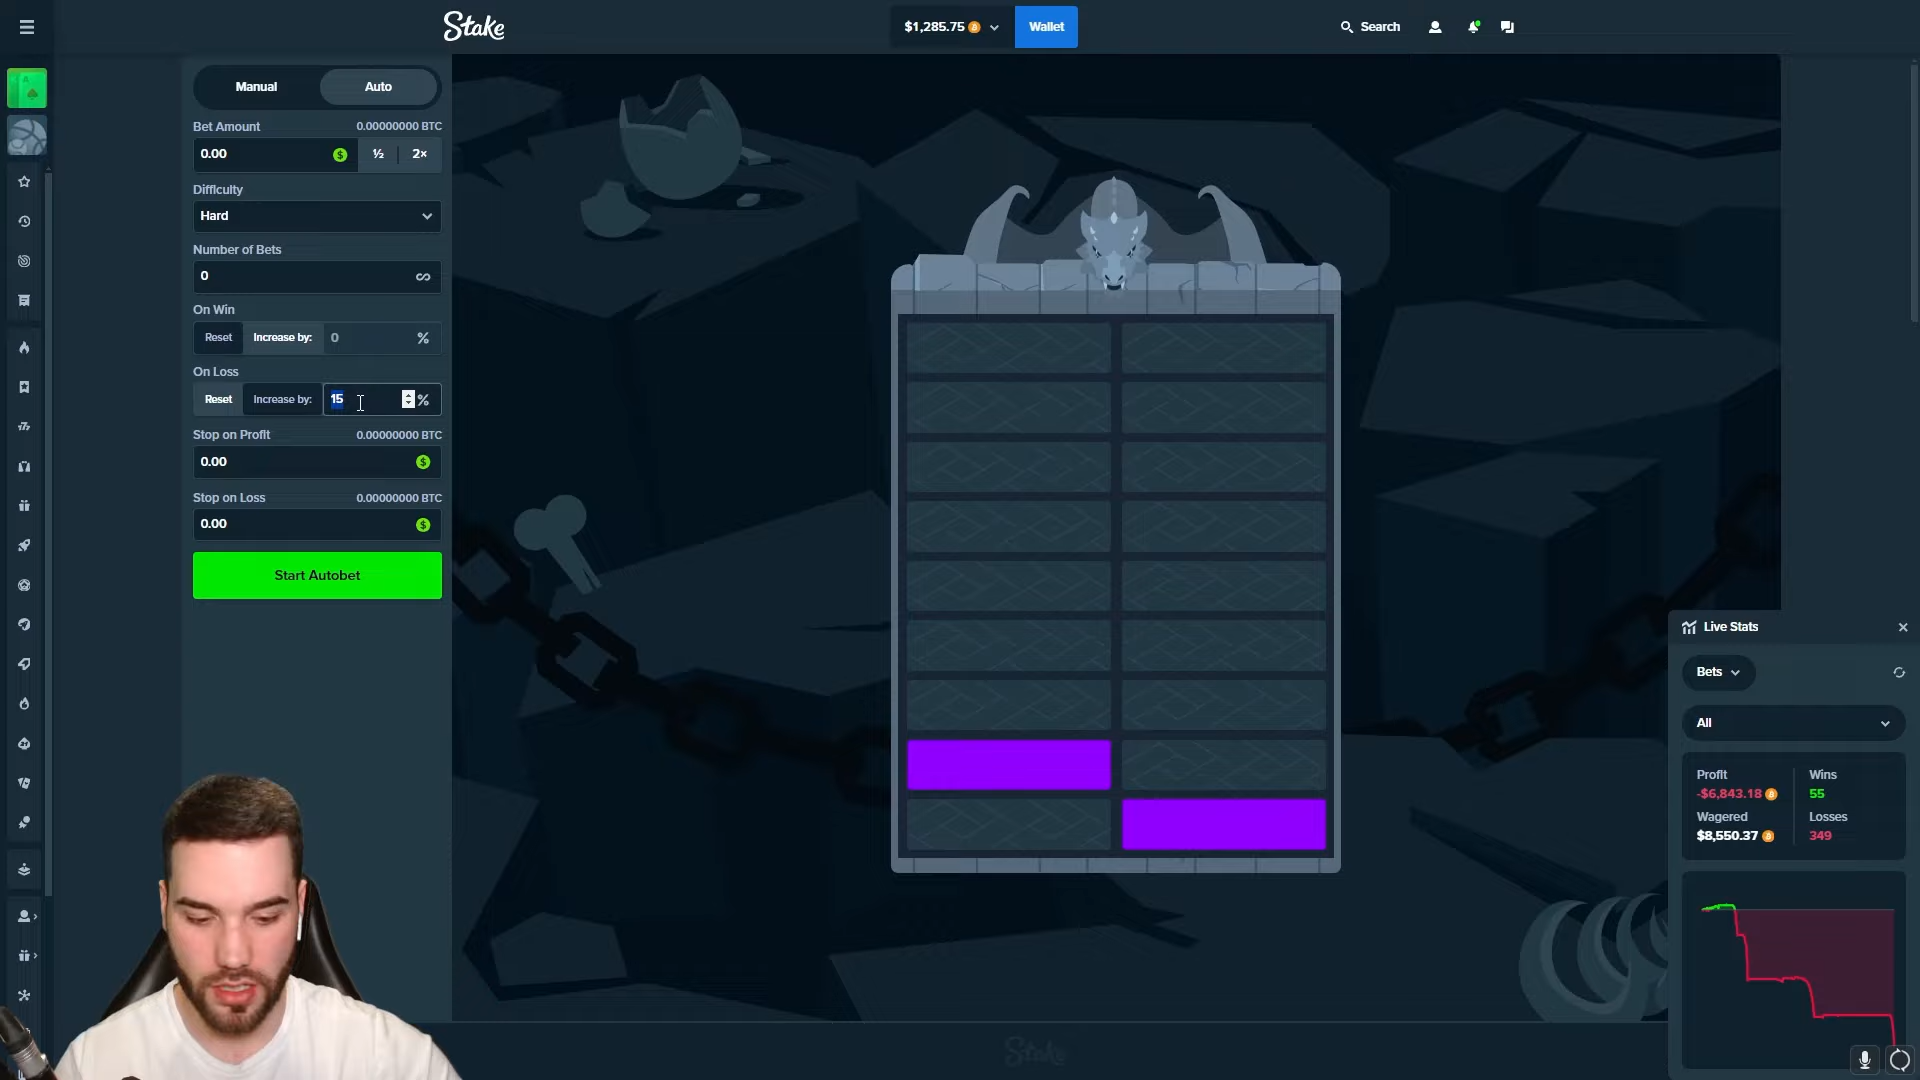 Stake
$1,285.75
Wallet
Search
Manual
Auto
Bet Amount
0.00000000 BTC
0.00
½
2×
Difficulty
Hard
Number of Bets
0
On Win
Reset
Increase by:
0
%
On Loss
Reset
Increase by:
15
%
Stop on Profit
0.00000000 BTC
0.00
Stop on Loss
0.00000000 BTC
0.00
Start Autobet
Live Stats
Bets
All
Profit
Wins
-$6,843.18
55
Wagered
Losses
$8,550.37
349
Stake